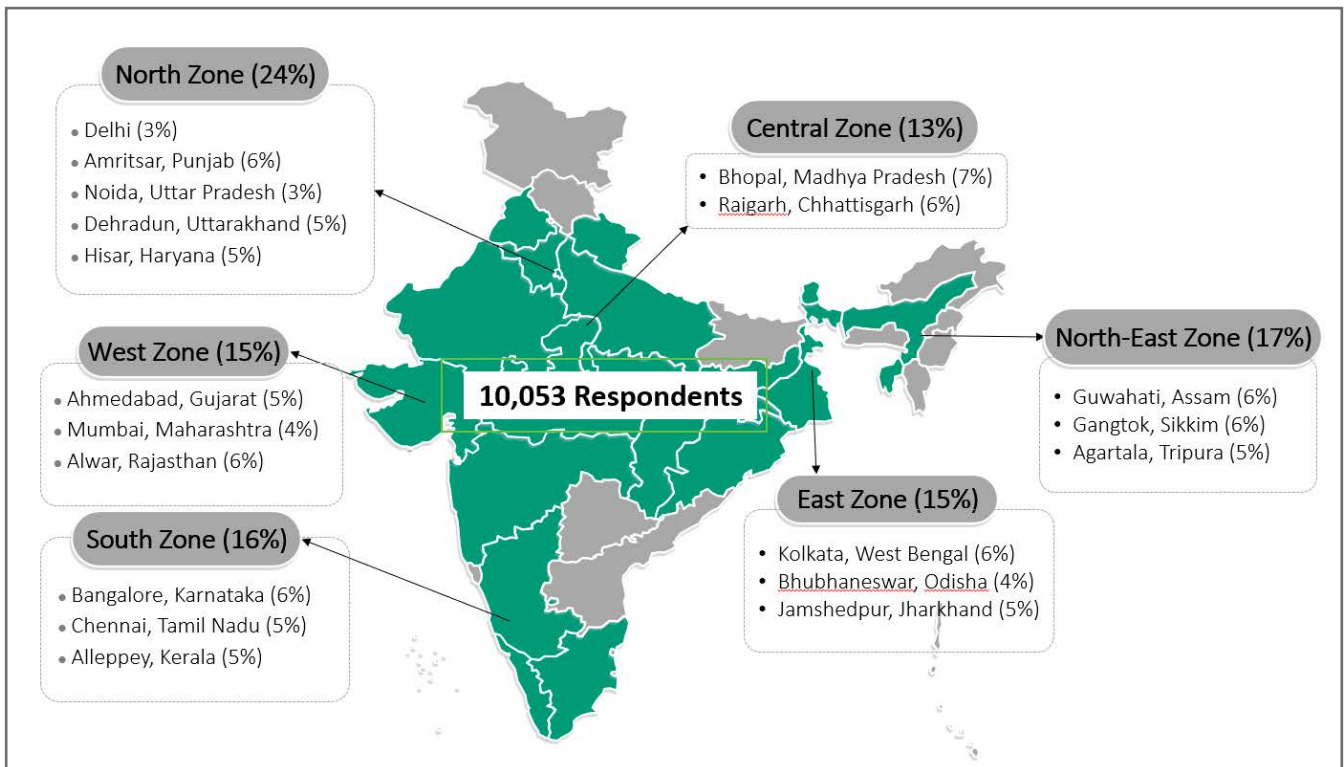 North Zone (24%)
• Delhi (3%)
• Amritsar, Punjab (6%)
• Noida, Uttar Pradesh (3%)
• Dehradun, Uttarakhand (5%)
• Hisar, Haryana (5%)
Central Zone (13%)
• Bhopal, Madhya Pradesh (7%)
• Raigarh, Chhattisgarh (6%)
West Zone (15%)
• Ahmedabad, Gujarat (5%)
• Mumbai, Maharashtra (4%)
• Alwar, Rajasthan (6%)
10,053 Respondents
North-East Zone (17%)
• Guwahati, Assam (6%)
• Gangtok, Sikkim (6%)
• Agartala, Tripura (5%)
South Zone (16%)
• Bangalore, Karnataka (6%)
• Chennai, Tamil Nadu (5%)
• Alleppey, Kerala (5%)
East Zone (15%)
• Kolkata, West Bengal (6%)
• Bhubhaneswar, Odisha (4%)
• Jamshedpur, Jharkhand (5%)